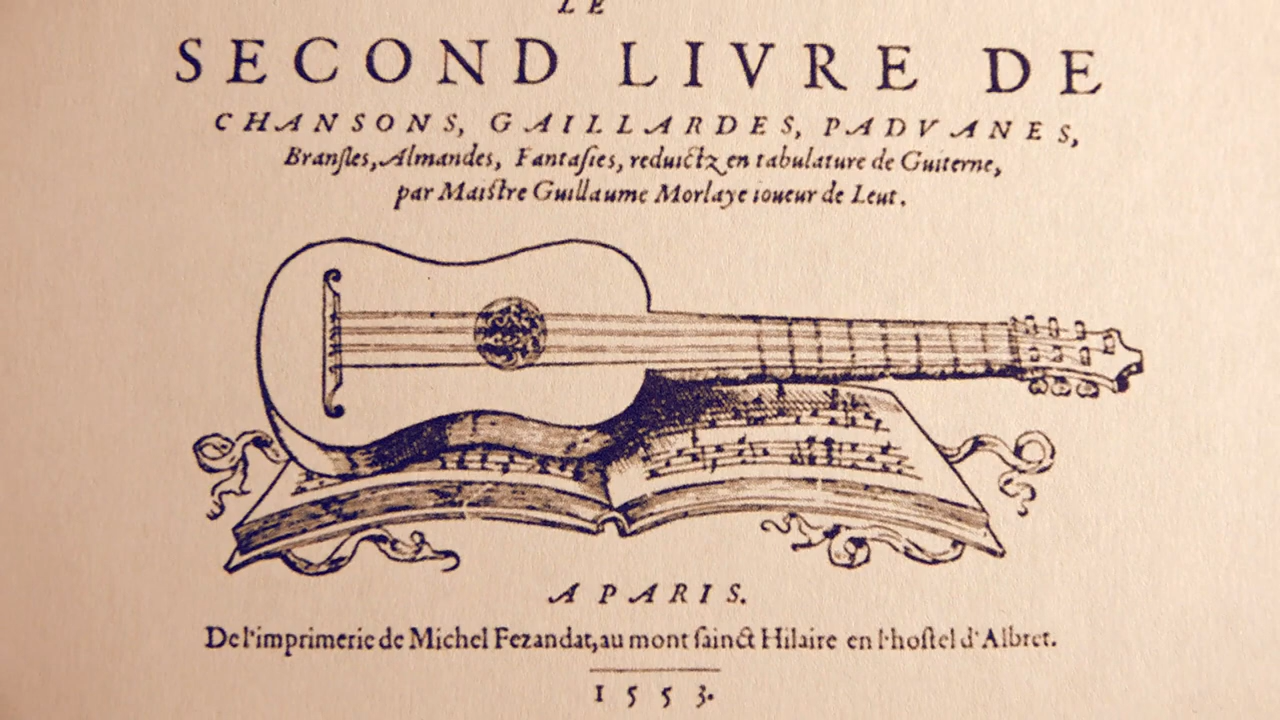 LE
SECOND LIVRE DE
CHANSONS, GAILLARDES, PADVANES,
Branſles, Almandes, Fantaſies, reduictz en tabulature de Guiterne,
par Maiſtre Guillaume Morlaye ioueur de Leut.
A PARIS.
De l'imprimerie de Michel Fezandat, au mont ſainct Hilaire en l'hoſtel d'Albret.
1553.